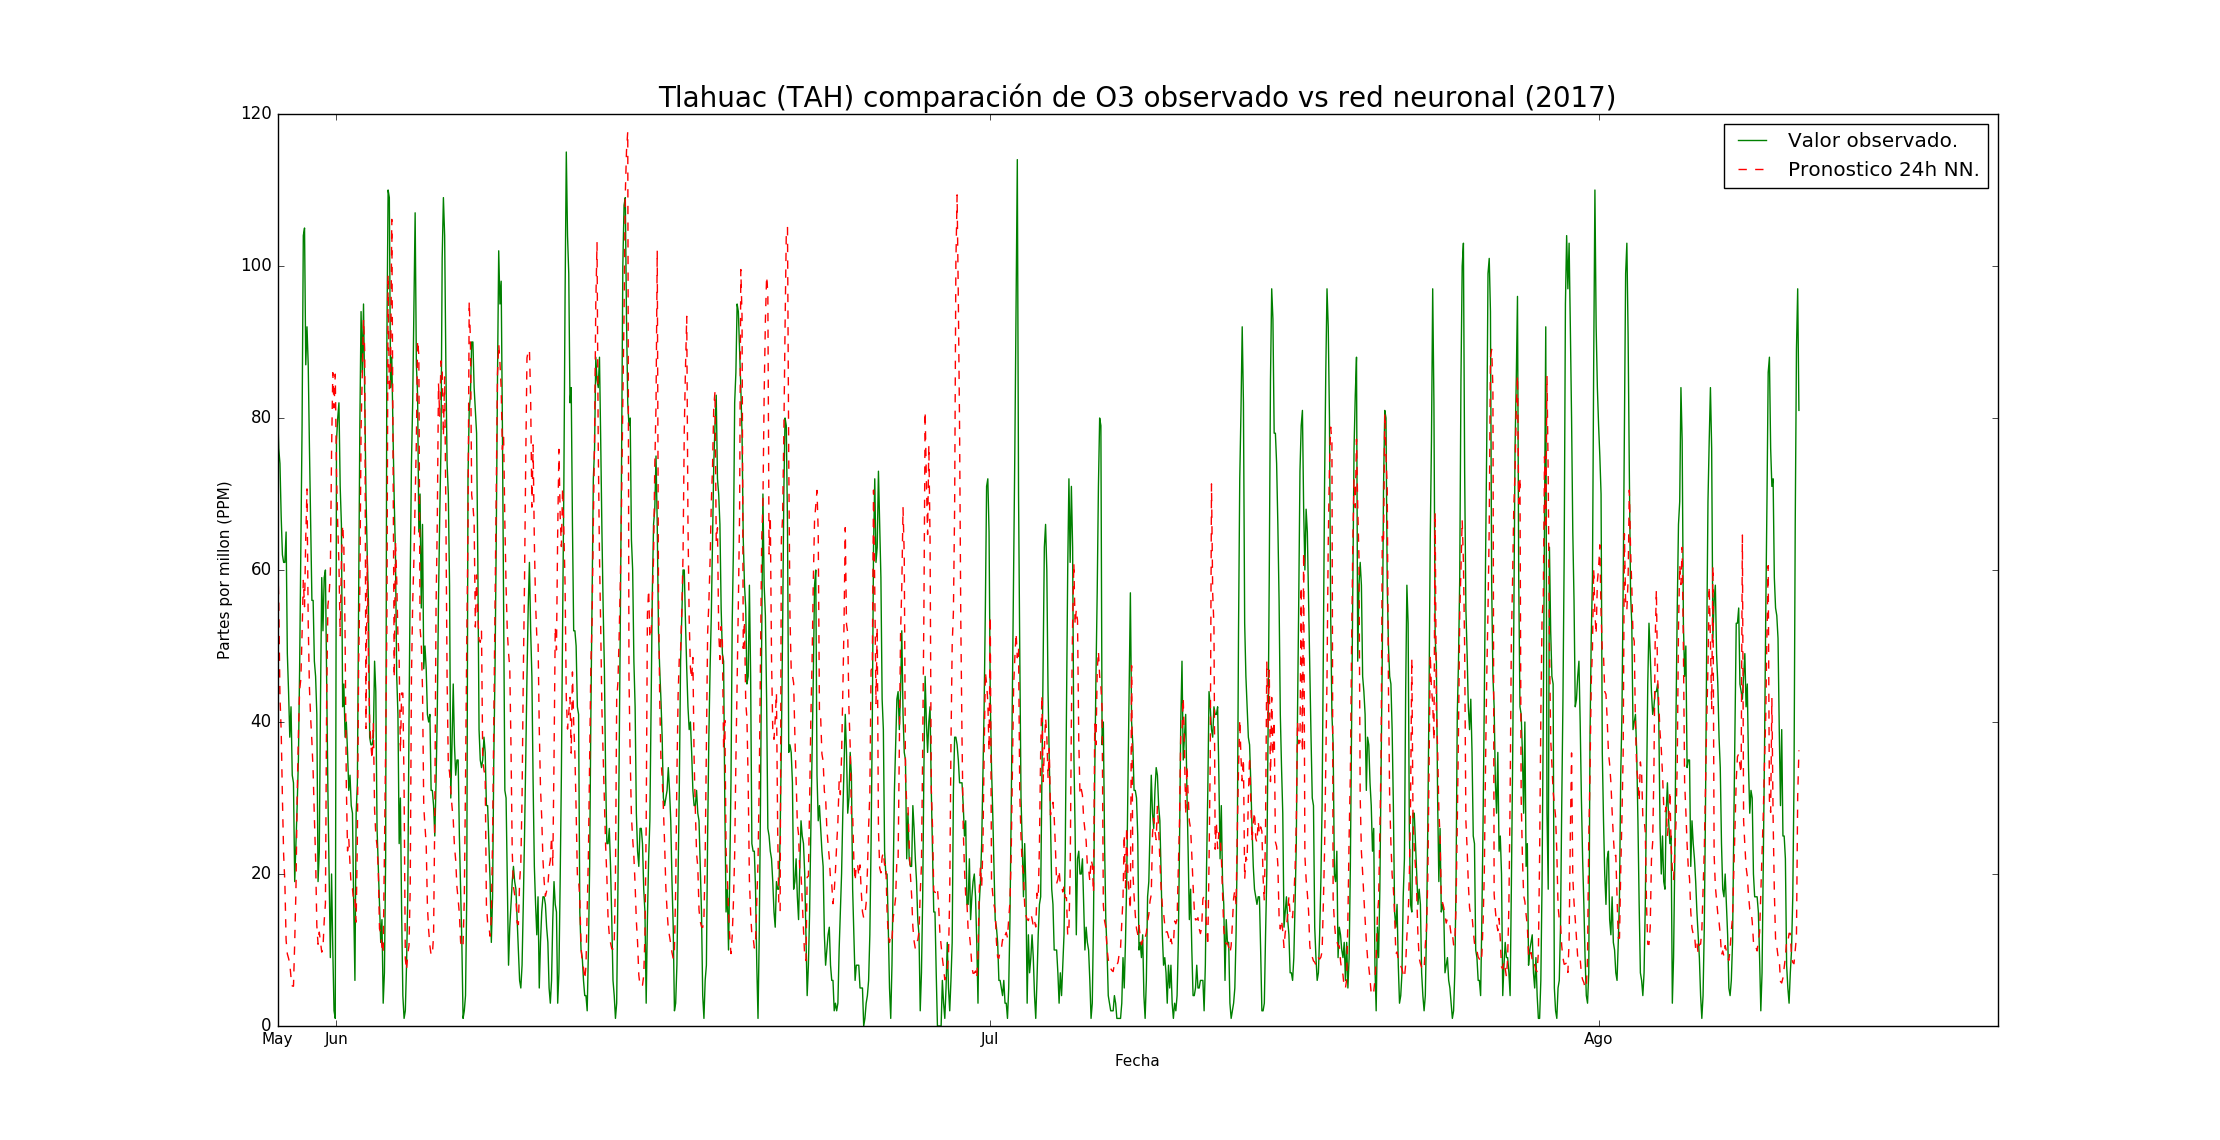 Tlahuac (TAH) comparación de O3 observado vs red neuronal (2017)
120
100
80
60
40
20
0
Partes por millon (PPM)
Valor observado.
Pronostico 24h NN.
May Jun Jul Ago
Fecha